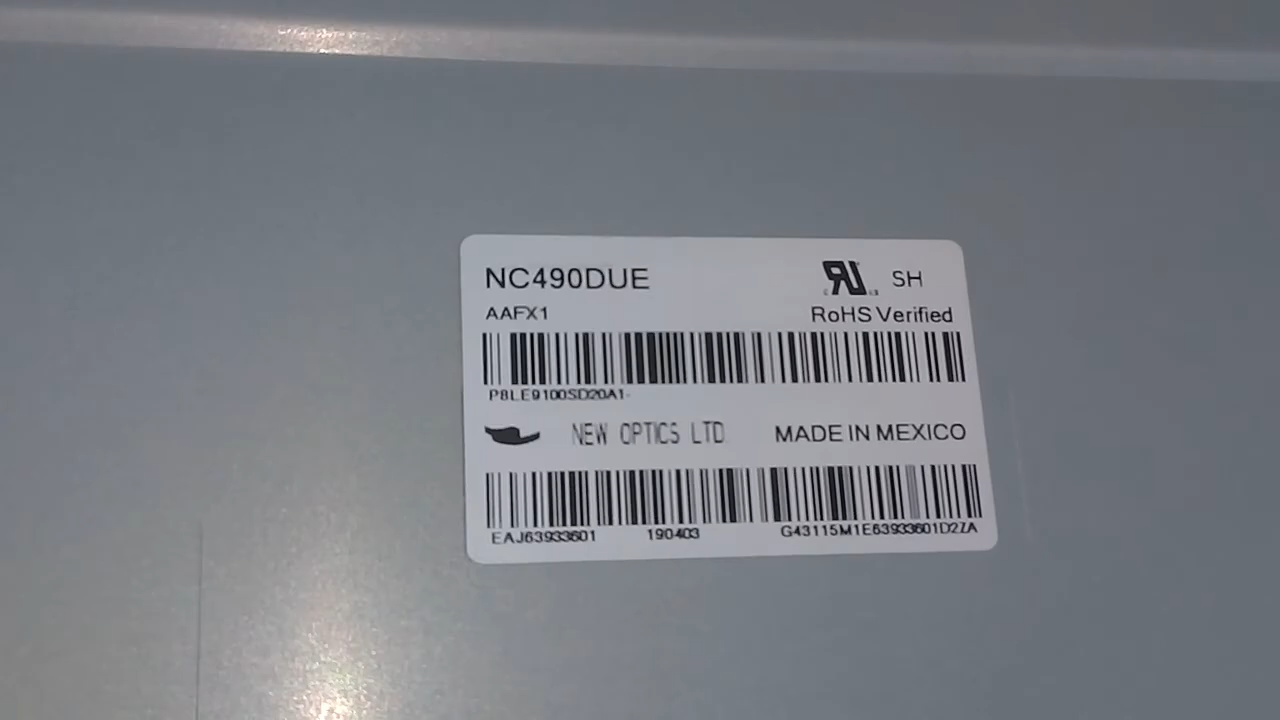 NC490DUE
SH
AAFX1
RoHS Verified
P8LE9100SD20A1-
NEW OPTICS LTD
MADE IN MEXICO
EAJ63933601 190403 G43115M1E63933601D2ZA